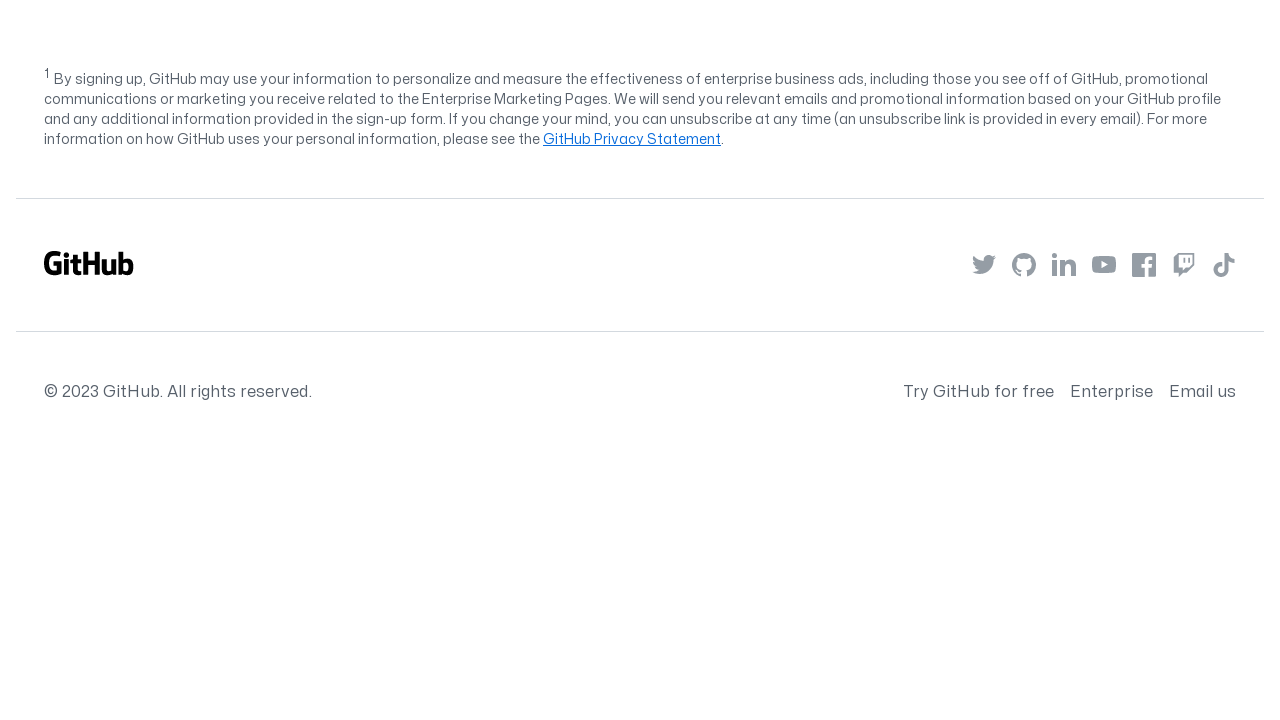 1 By signing up, GitHub may use your information to personalize and measure the effectiveness of enterprise business ads, including those you see off of GitHub, promotional
communications or marketing you receive related to the Enterprise Marketing Pages. We will send you relevant emails and promotional information based on your GitHub profile
and any additional information provided in the sign-up form. If you change your mind, you can unsubscribe at any time (an unsubscribe link is provided in every email). For more
information on how GitHub uses your personal information, please see the GitHub Privacy Statement.
GitHub
© 2023 GitHub. All rights reserved.
Try GitHub for free Enterprise Email us